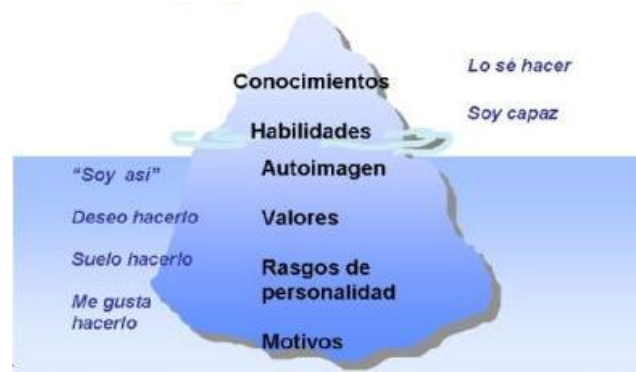 Conocimientos
Lo sé hacer
Habilidades
Soy capaz
"Soy así"
Autoimagen
Deseo hacerlo
Valores
Suelo hacerlo
Rasgos de
personalidad
Me gusta
hacerlo
Motivos